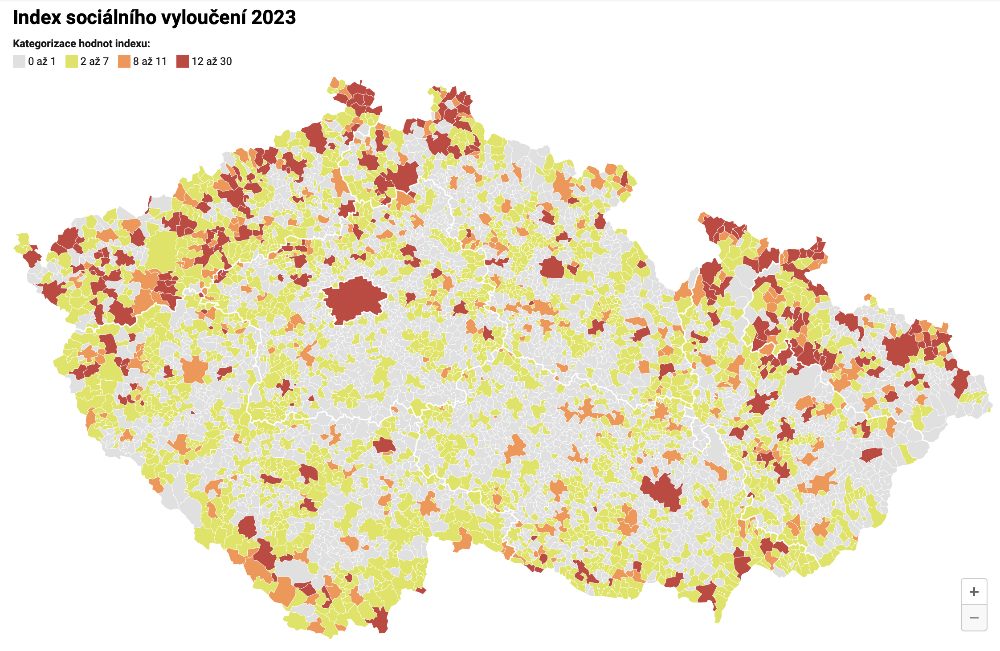 Index sociálního vyloučení 2023
Kategorizace hodnot indexu:
0 až 1 2 až 7 8 až 11 12 až 30
+
−